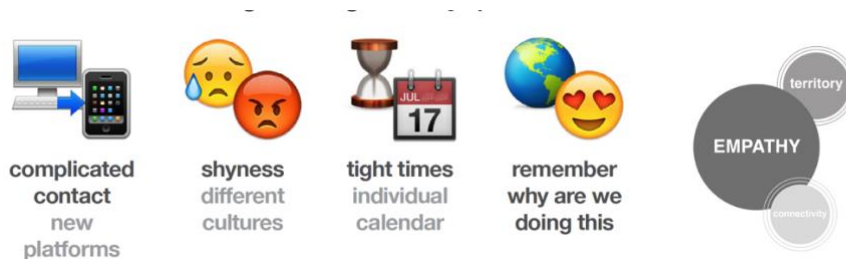 complicated
contact
new
platforms
shyness
different
cultures
JUL
17
tight times
individual
calendar
remember
why are we
doing this
territory
EMPATHY
connectivity